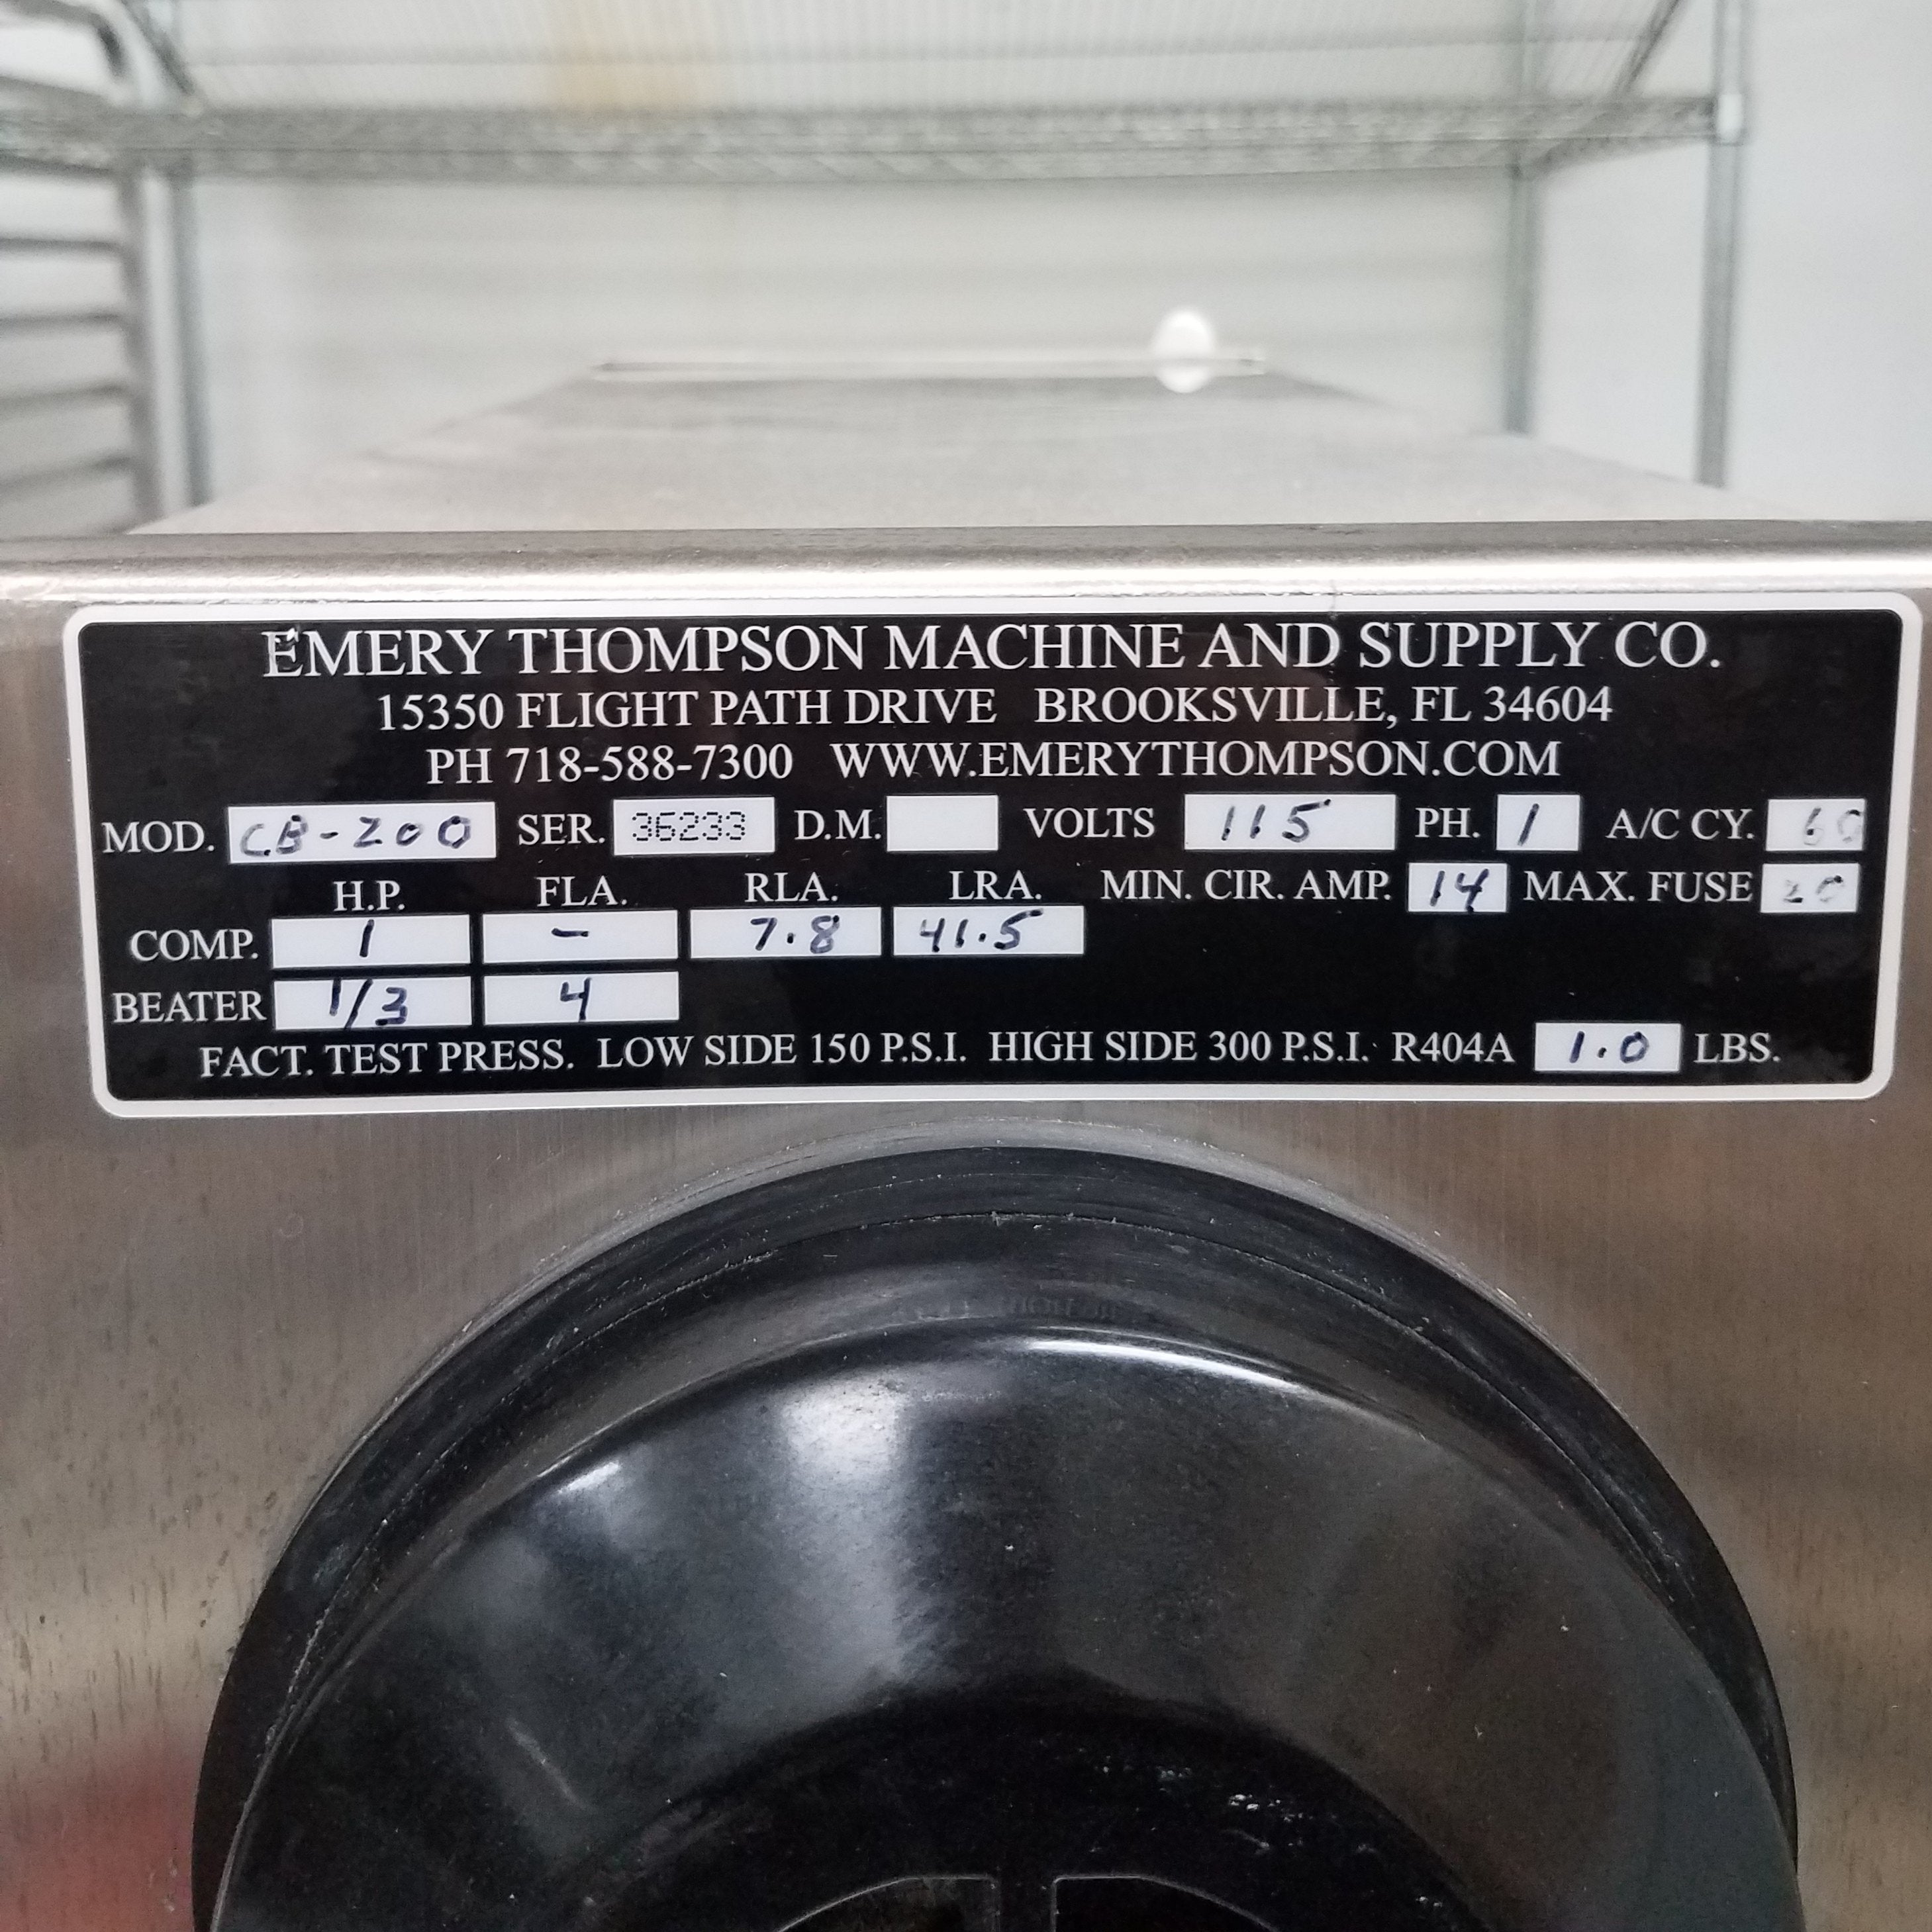 EMERY THOMPSON MACHINE AND SUPPLY CO.
15350 FLIGHT PATH DRIVE BROOKSVILLE, FL 34604
PH 718-588-7300 WWW.EMERYTHOMPSON.COM
MOD. CB-200 SER. 36233 D.M. VOLTS 115 PH. 1 A/C CY. 60
H.P. FLA. RLA. LRA. MIN. CIR. AMP. 14 MAX. FUSE 20
COMP. 1 - 7.8 41.5
BEATER 1/3 4
FACT. TEST PRESS. LOW SIDE 150 P.S.I. HIGH SIDE 300 P.S.I. R404A 1.0 LBS.